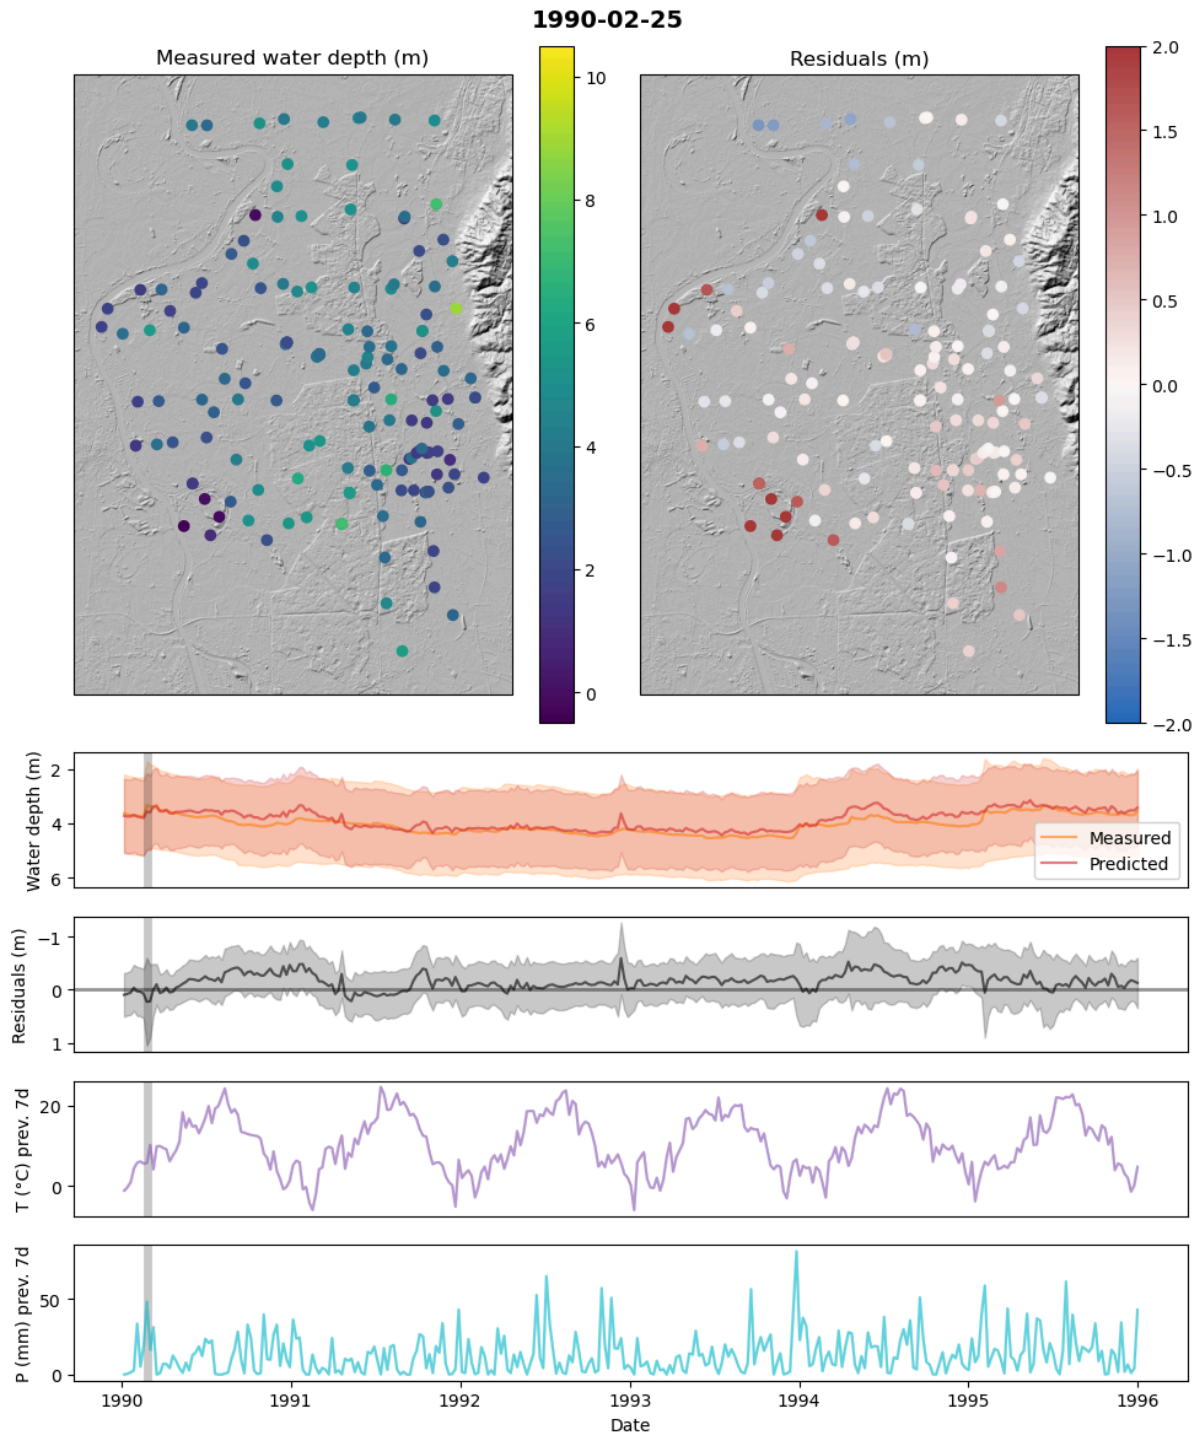 1990-02-25
Measured water depth (m)
Residuals (m)
10
8
6
4
2
0
2.0
1.5
1.0
0.5
0.0
−0.5
−1.0
−1.5
−2.0
Water depth (m)
2
4
6
Measured
Predicted
Residuals (m)
−1
0
1
T (°C) prev. 7d
20
0
P (mm) prev. 7d
50
0
1990 1991 1992 1993 1994 1995 1996
Date